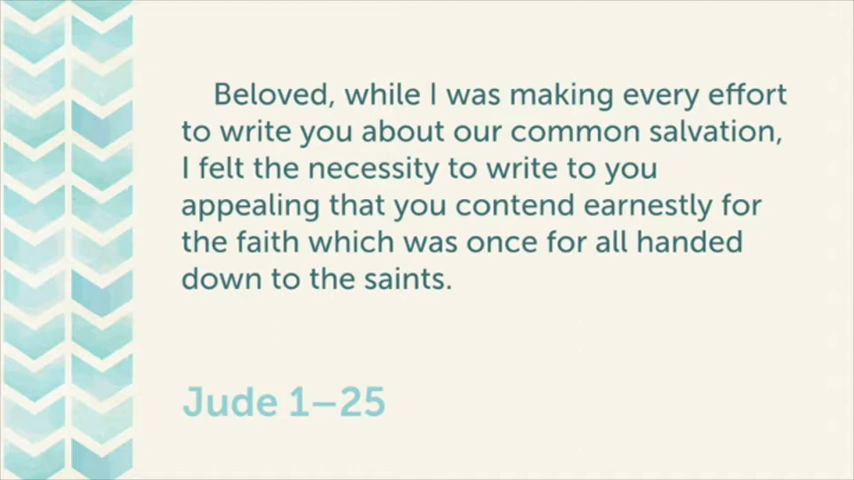 Beloved, while I was making every effort
to write you about our common salvation,
I felt the necessity to write to you
appealing that you contend earnestly for
the faith which was once for all handed
down to the saints.
Jude 1–25